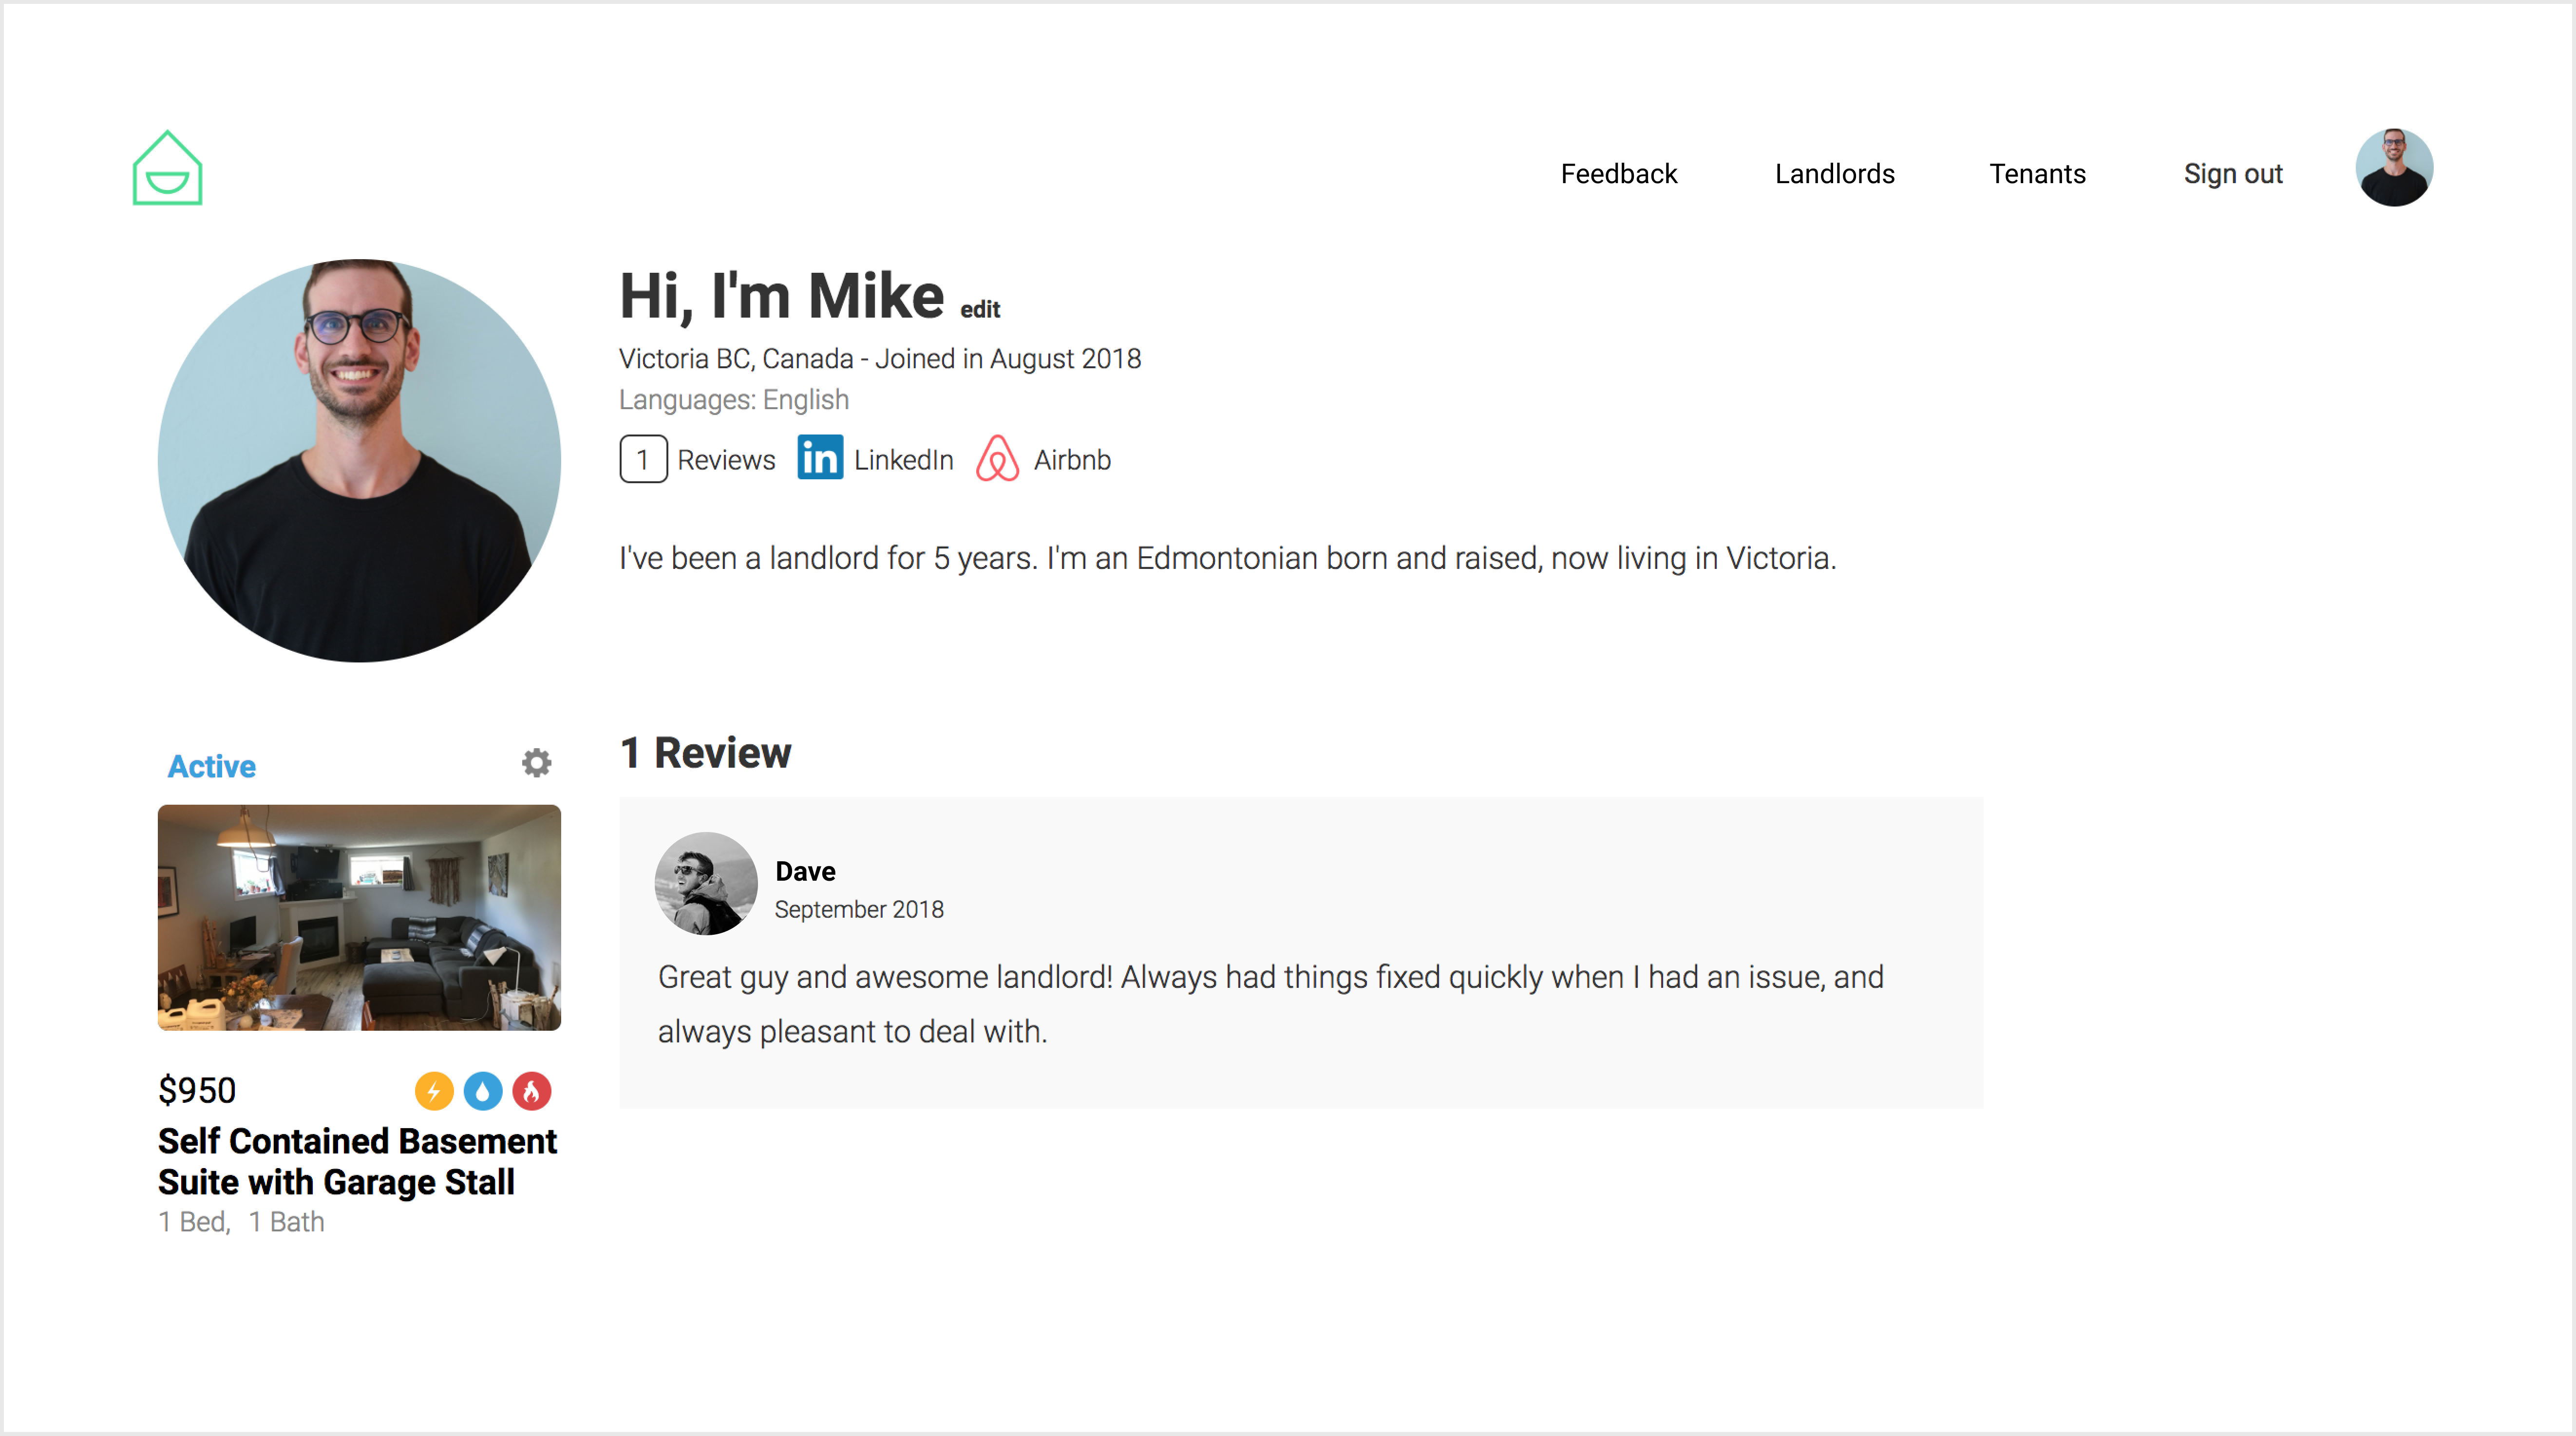 Feedback
Landlords
Tenants
Sign out
Hi, I'm Mike edit
Victoria BC, Canada - Joined in August 2018
Languages: English
1 Reviews in LinkedIn Airbnb
I've been a landlord for 5 years. I'm an Edmontonian born and raised, now living in Victoria.
Active
$950
Self Contained Basement
Suite with Garage Stall
1 Bed, 1 Bath
1 Review
Dave
September 2018
Great guy and awesome landlord! Always had things fixed quickly when I had an issue, and
always pleasant to deal with.